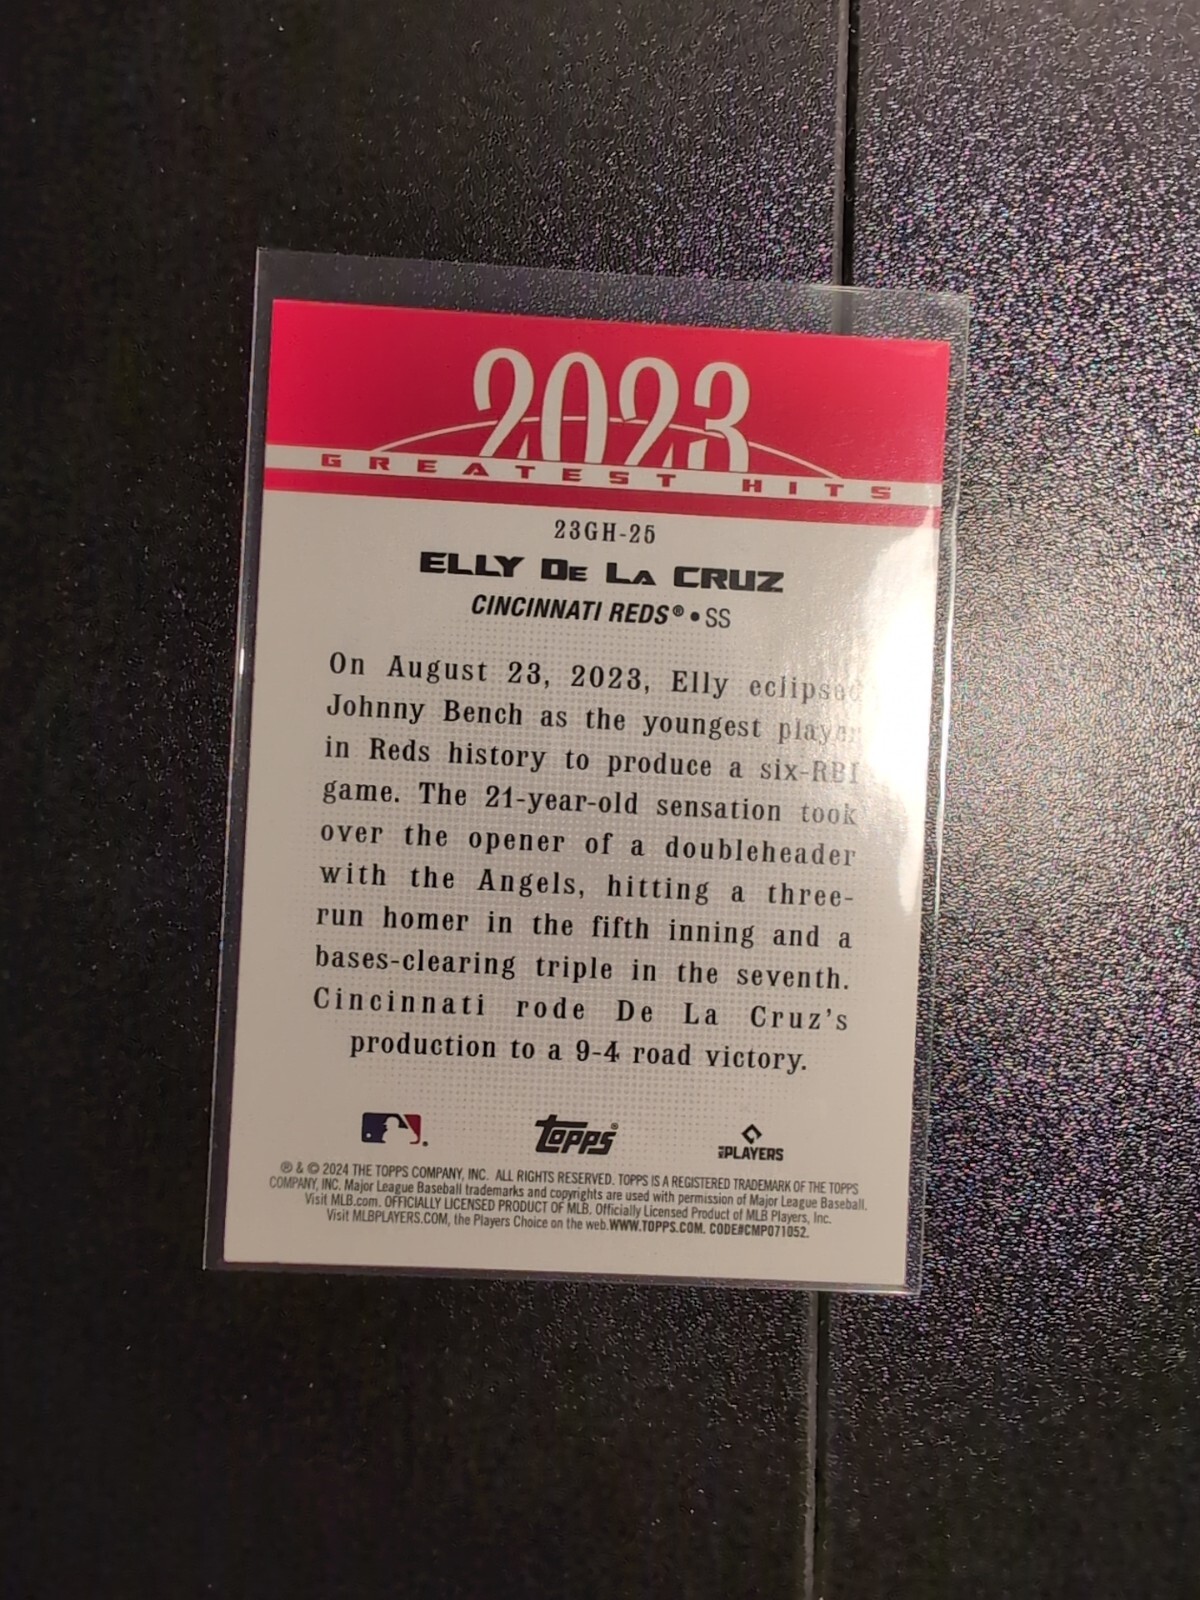 2023
GREATEST HITS
23GH-25
ELLY DE LA CRUZ
CINCINNATI REDS® • SS
On August 23, 2023, Elly eclipsed
Johnny Bench as the youngest player
in Reds history to produce a six-RBI
game. The 21-year-old sensation took
over the opener of a doubleheader
with the Angels, hitting a three-
run homer in the fifth inning and a
bases-clearing triple in the seventh.
Cincinnati rode De La Cruz's
production to a 9-4 road victory.
topps®
MLB PLAYERS
® & © 2024 THE TOPPS COMPANY, INC. ALL RIGHTS RESERVED. TOPPS IS A REGISTERED TRADEMARK OF THE TOPPS
COMPANY, INC. Major League Baseball trademarks and copyrights are used with permission of Major League Baseball.
Visit MLB.com. OFFICIALLY LICENSED PRODUCT OF MLB. Officially Licensed Product of MLB Players, Inc.
Visit MLBPLAYERS.COM, the Players Choice on the web. WWW.TOPPS.COM. CODE#CMP071052.